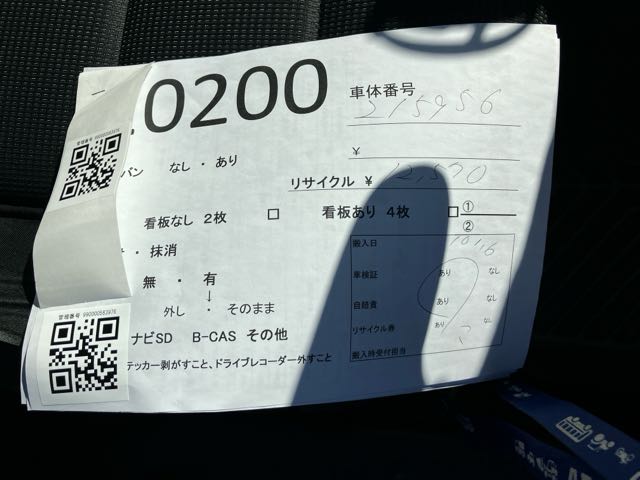 0200
車体番号
215956
¥
バン なし ・ あり
リサイクル ¥ 12,570
看板なし 2枚 □ 看板あり 4枚 □ ①
②
・ 抹消
搬入日 10/16
無 ・ 有
車検証 あり なし
↓
自賠責 あり なし
外し ・ そのまま
リサイクル券 あり なし
ナビSD B-CAS その他
搬入時受付担当
テッカー剥がすこと、ドライブレコーダー外すこと
管理番号 990000583976
管理番号 990000583976